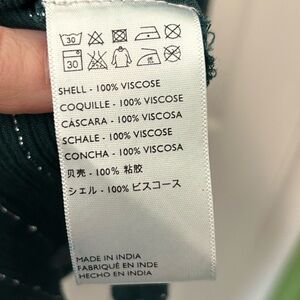 30
30
SHELL - 100% VISCOSE
COQUILLE - 100% VISCOSE
CÁSCARA - 100% VISCOSA
SCHALE - 100% VISKOSE
CONCHA - 100% VISCOSA
贝壳 - 100% 粘胶
シェル - 100% ビスコース
MADE IN INDIA
FABRIQUÉ EN INDE
HECHO EN INDIA